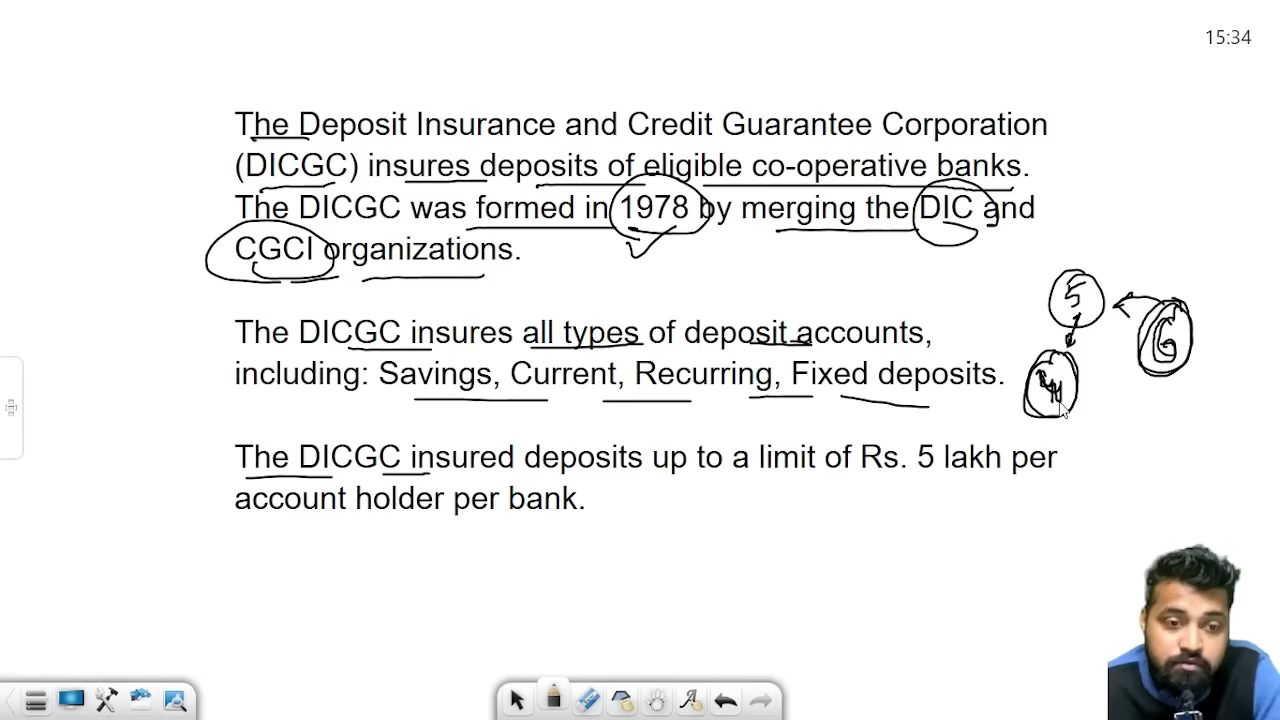 15:34
The Deposit Insurance and Credit Guarantee Corporation
(DICGC) insures deposits of eligible co-operative banks.
The DICGC was formed in 1978 by merging the DIC and
CGCI organizations.
5
6
4
The DICGC insures all types of deposit accounts,
including: Savings, Current, Recurring, Fixed deposits.
The DICGC insured deposits up to a limit of Rs. 5 lakh per
account holder per bank.